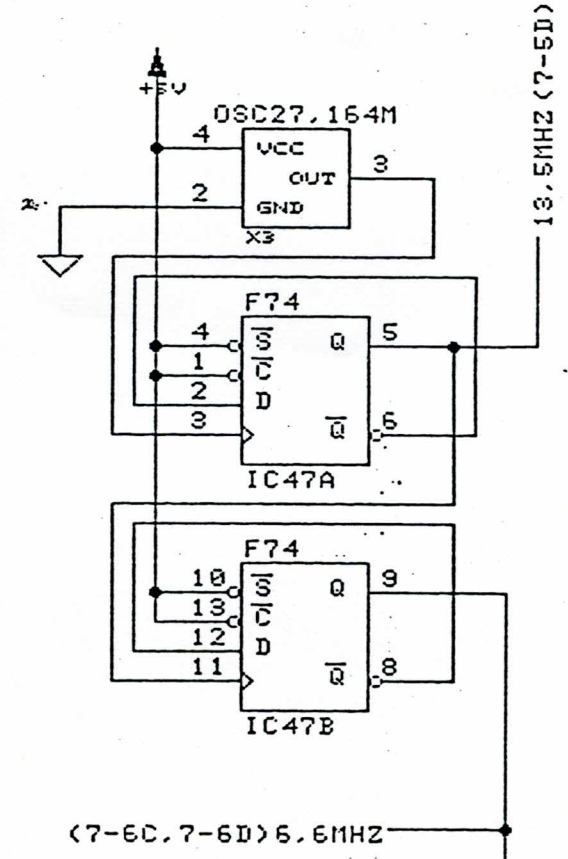 +5V
OSC27.164M
4
VCC
OUT
3
2
GND
X3
13,5MHZ(7-5D)
F74
4
S
Q
5
1
C
2
D
3
Q
6
IC47A
F74
10
S
Q
9
13
C
12
D
11
Q
8
IC47B
(7-6C,7-6D)6,6MHZ